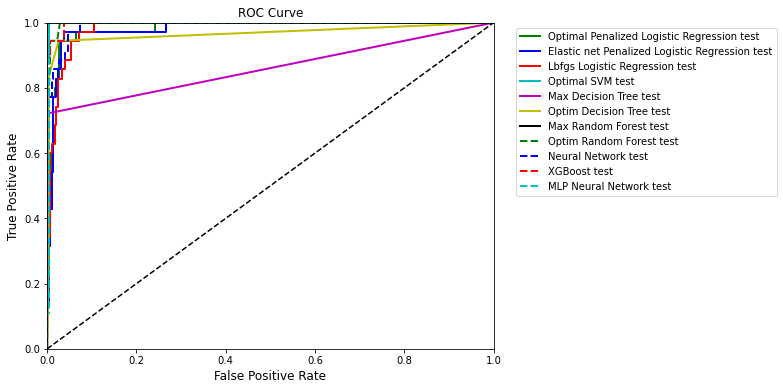 ROC Curve
True Positive Rate
1.0
0.8
0.6
0.4
0.2
0.0
0.0 0.2 0.4 0.6 0.8 1.0
False Positive Rate
Optimal Penalized Logistic Regression test
Elastic net Penalized Logistic Regression test
Lbfgs Logistic Regression test
Optimal SVM test
Max Decision Tree test
Optim Decision Tree test
Max Random Forest test
Optim Random Forest test
Neural Network test
XGBoost test
MLP Neural Network test